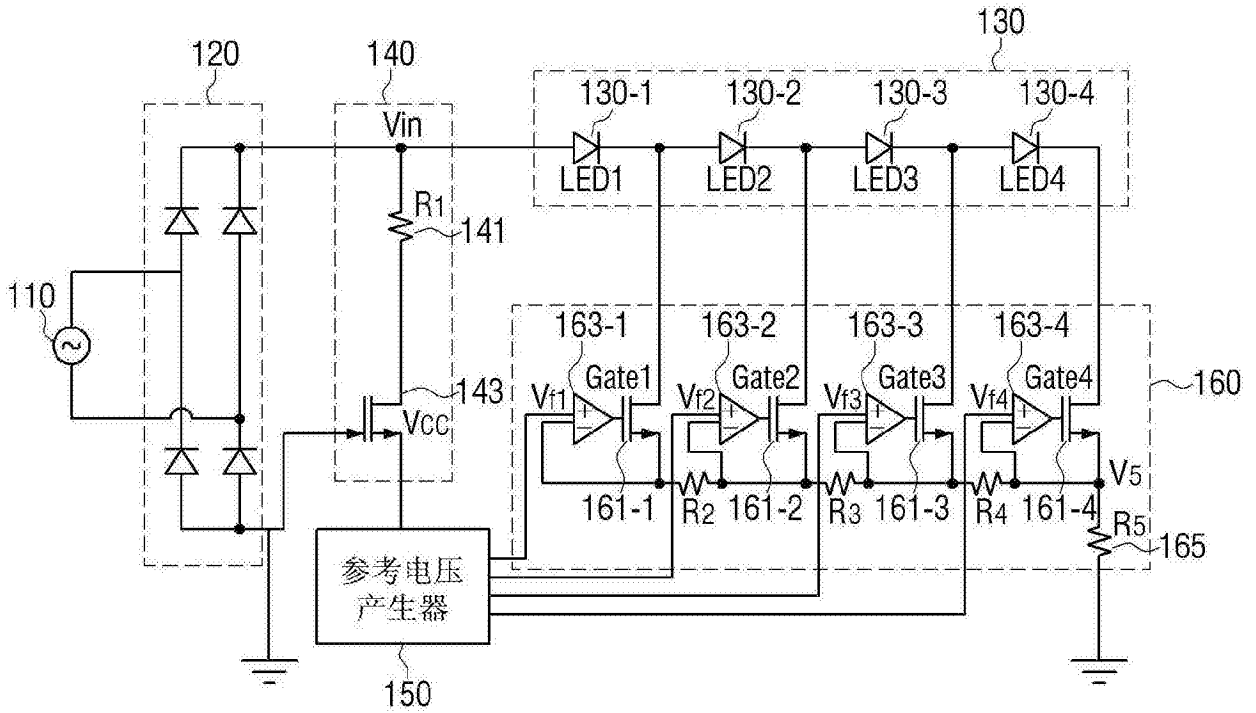 130
120
140
130-1
130-2
130-3
130-4
Vin
LED1
LED2
LED3
LED4
R1
141
110
163-1
163-2
163-3
163-4
143
Vf1
Gate1
Vf2
Gate2
Vf3
Gate3
Vf4
Gate4
160
VCC
+
−
+
−
+
−
+
−
V5
161-1
R2
161-2
R3
161-3
R4
161-4
R5
165
参考电压
产生器
150